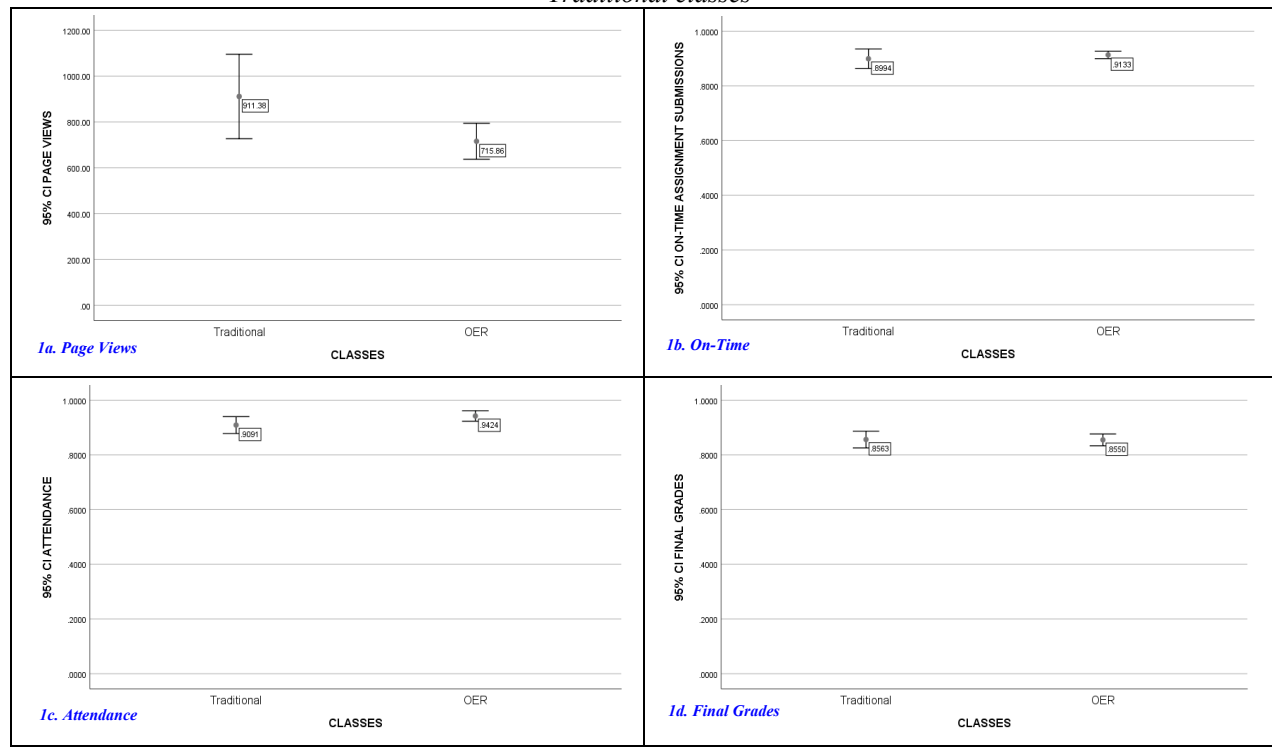 Traditional classes
1200.00
1000.00
800.00
600.00
400.00
200.00
.00
95% CI PAGE VIEWS
911.38
715.86
Traditional OER
CLASSES
1a. Page Views
1.0000
.8000
.6000
.4000
.2000
.0000
95% CI ON-TIME ASSIGNMENT SUBMISSIONS
.8994
.9133
Traditional OER
CLASSES
1b. On-Time
1.0000
.8000
.6000
.4000
.2000
.0000
95% CI ATTENDANCE
.9091
.9424
Traditional OER
CLASSES
1c. Attendance
1.0000
.8000
.6000
.4000
.2000
.0000
95% CI FINAL GRADES
.8563
.8550
Traditional OER
CLASSES
1d. Final Grades